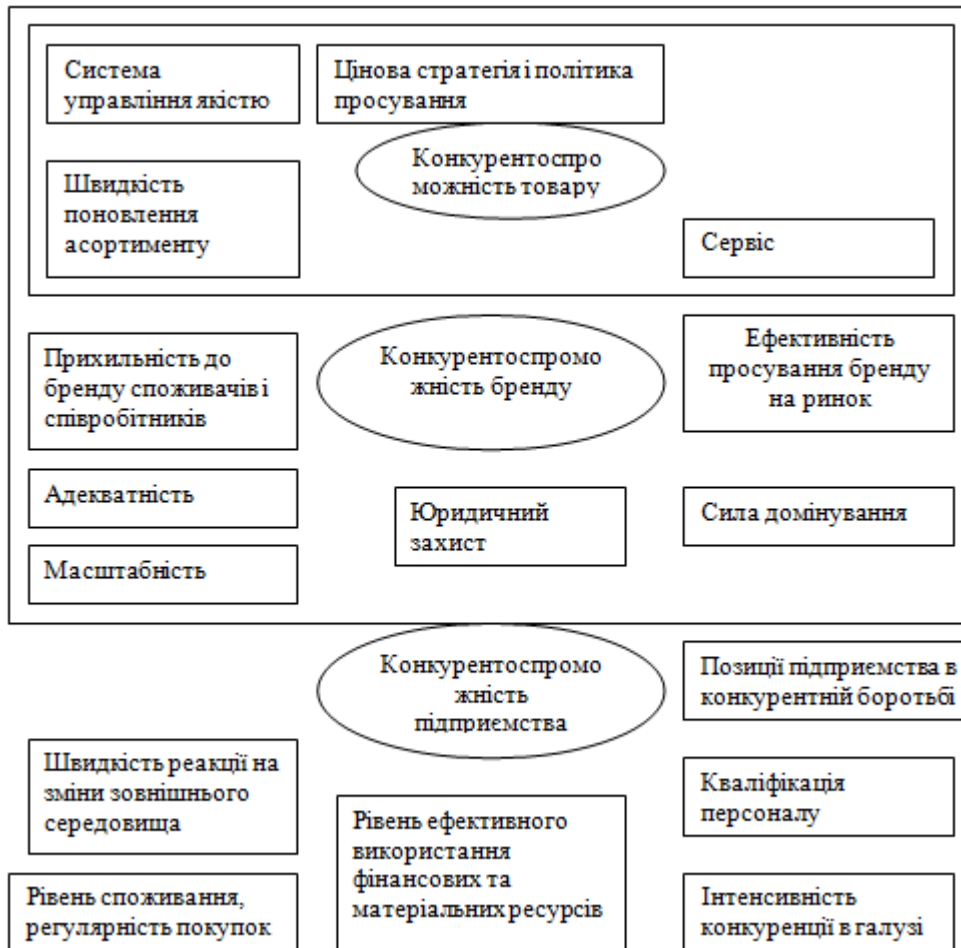 Система
управління якістю
Цінова стратегія і політика
просування
Конкурентоспро
можність товару
Швидкість
поновлення
асортименту
Сервіс
Прихильність до
бренду споживачів і
співробітників
Конкурентоспромо
жність бренду
Ефективність
просування бренду
на ринок
Адекватність
Юридичний
захист
Сила домінування
Масштабність
Конкурентоспромо
жність
підприємства
Позиції підприємства в
конкурентній боротьбі
Швидкість реакції на
зміни зовнішнього
середовища
Рівень ефективного
використання
фінансових та
матеріальних ресурсів
Кваліфікація
персоналу
Рівень споживання,
регулярність покупок
Інтенсивність
конкуренції в галузі